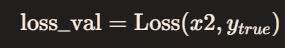 loss_val = Loss(x2, y_true)